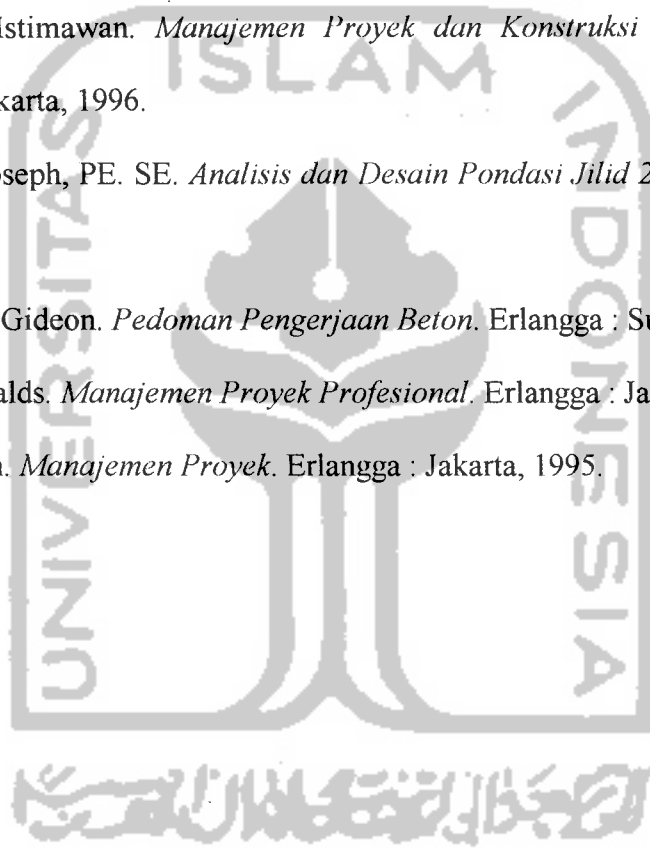 Istimawan. Manajemen Proyek dan Konstruksi
karta, 1996.
oseph, PE. SE. Analisis dan Desain Pondasi Jilid 2
Gideon. Pedoman Pengerjaan Beton. Erlangga : Su
alds. Manajemen Proyek Profesional. Erlangga : Ja
. Manajemen Proyek. Erlangga : Jakarta, 1995.
ISLAM
UNIVERSITAS
INDONESIA